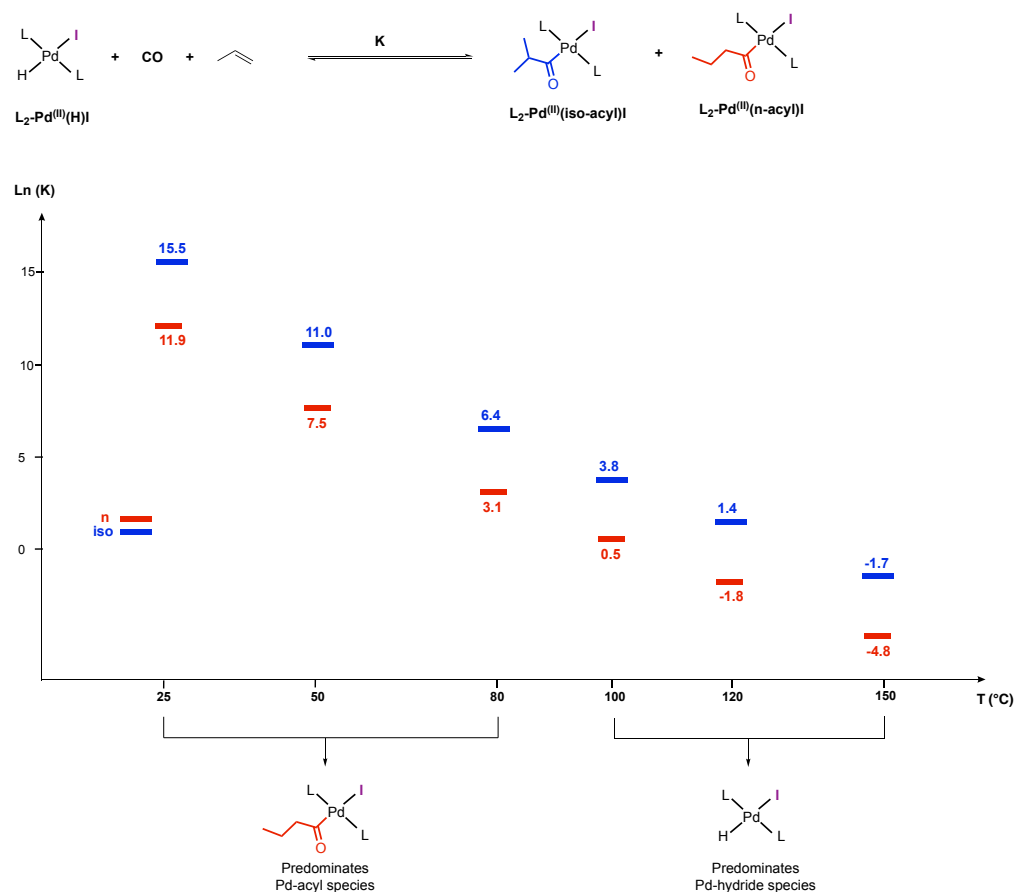 L I L I L I
Pd + CO + K Pd + Pd
H L O L O L
L₂-Pd⁽ᴵᴵ⁾(H)I L₂-Pd⁽ᴵᴵ⁾(iso-acyl)I L₂-Pd⁽ᴵᴵ⁾(n-acyl)I
Ln (K)
15.5
15
11.9
11.0
10
7.5
6.4
5
3.8
3.1
n
iso
1.4
0
0.5
-1.7
-1.8
-4.8
25 50 80 100 120 150 T (°C)
L I L I
Pd Pd
L H L
O
Predominates Predominates
Pd-acyl species Pd-hydride species